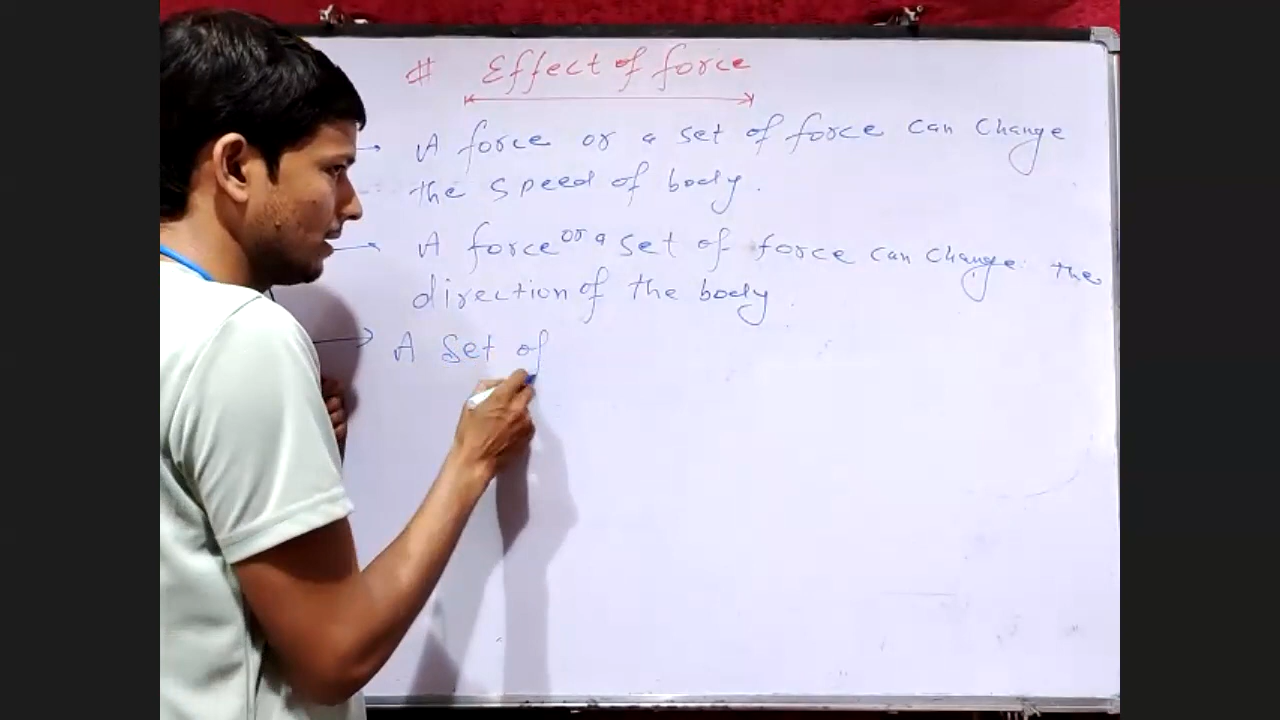 # Effect of force
A force or a set of force can change
the speed of body.
A force or a set of force can change the
direction of the body
A set of